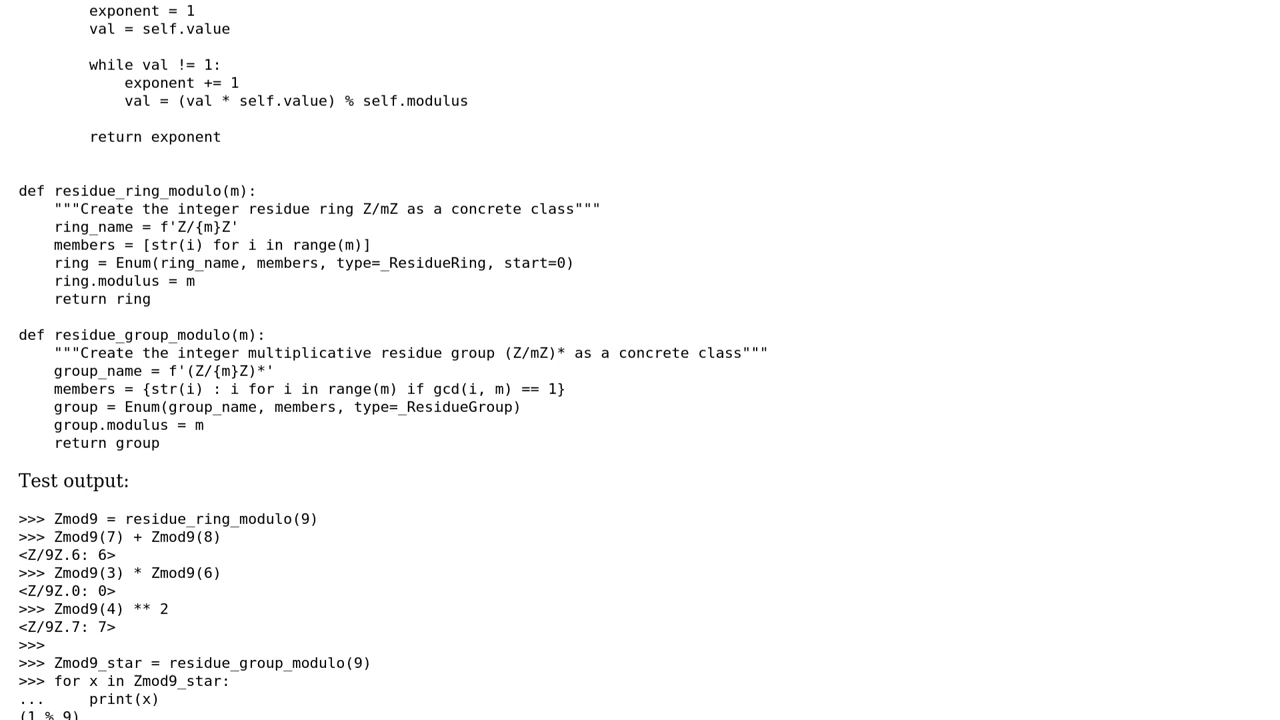 exponent = 1
        val = self.value

        while val != 1:
            exponent += 1
            val = (val * self.value) % self.modulus

        return exponent


def residue_ring_modulo(m):
    """Create the integer residue ring Z/mZ as a concrete class"""
    ring_name = f'Z/{m}Z'
    members = [str(i) for i in range(m)]
    ring = Enum(ring_name, members, type=_ResidueRing, start=0)
    ring.modulus = m
    return ring

def residue_group_modulo(m):
    """Create the integer multiplicative residue group (Z/mZ)* as a concrete class"""
    group_name = f'(Z/{m}Z)*'
    members = {str(i) : i for i in range(m) if gcd(i, m) == 1}
    group = Enum(group_name, members, type=_ResidueGroup)
    group.modulus = m
    return group

Test output:

>>> Zmod9 = residue_ring_modulo(9)
>>> Zmod9(7) + Zmod9(8)
<Z/9Z.6: 6>
>>> Zmod9(3) * Zmod9(6)
<Z/9Z.0: 0>
>>> Zmod9(4) ** 2
<Z/9Z.7: 7>
>>>
>>> Zmod9_star = residue_group_modulo(9)
>>> for x in Zmod9_star:
...     print(x)
(1 % 9)